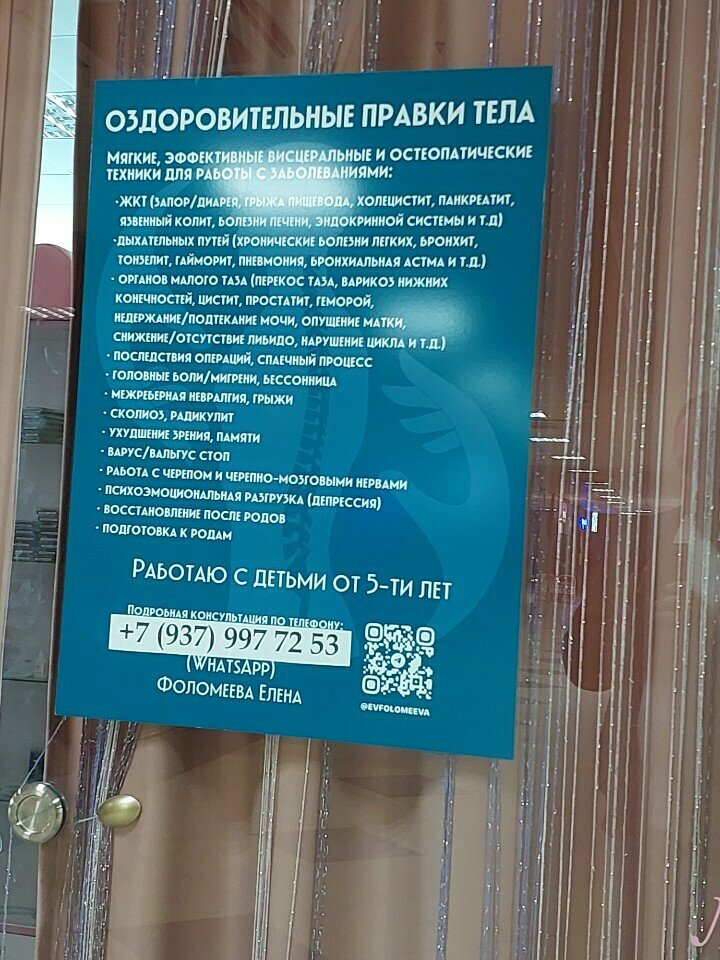 ОЗДОРОВИТЕЛЬНЫЕ ПРАВКИ ТЕЛА
МЯГКИЕ, ЭФФЕКТИВНЫЕ ВИСЦЕРАЛЬНЫЕ И ОСТЕОПАТИЧЕСКИЕ
ТЕХНИКИ ДЛЯ РАБОТЫ С ЗАБОЛЕВАНИЯМИ:
·ЖКТ (ЗАПОР/ДИАРЕЯ, ГРЫЖА ПИЩЕВОДА, ХОЛЕЦИСТИТ, ПАНКРЕАТИТ,
ЯЗВЕННЫЙ КОЛИТ, БОЛЕЗНИ ПЕЧЕНИ, ЭНДОКРИННОЙ СИСТЕМЫ И Т.Д)
·ДЫХАТЕЛЬНЫХ ПУТЕЙ (ХРОНИЧЕСКИЕ БОЛЕЗНИ ЛЕГКИХ, БРОНХИТ,
ТОНЗЕЛИТ, ГАЙМОРИТ, ПНЕВМОНИЯ, БРОНХИАЛЬНАЯ АСТМА И Т.Д.)
· ОРГАНОВ МАЛОГО ТАЗА (ПЕРЕКОС ТАЗА, ВАРИКОЗ НИЖНИХ
КОНЕЧНОСТЕЙ, ЦИСТИТ, ПРОСТАТИТ, ГЕМОРОЙ,
НЕДЕРЖАНИЕ/ПОДТЕКАНИЕ МОЧИ, ОПУЩЕНИЕ МАТКИ,
СНИЖЕНИЕ/ОТСУТСТВИЕ ЛИБИДО, НАРУШЕНИЕ ЦИКЛА И Т.Д.)
· ПОСЛЕДСТВИЯ ОПЕРАЦИЙ, СПАЕЧНЫЙ ПРОЦЕСС
· ГОЛОВНЫЕ БОЛИ/МИГРЕНИ, БЕССОННИЦА
· МЕЖРЕБЕРНАЯ НЕВРАЛГИЯ, ГРЫЖИ
· СКОЛИОЗ, РАДИКУЛИТ
· УХУДШЕНИЕ ЗРЕНИЯ, ПАМЯТИ
· ВАРУС/ВАЛЬГУС СТОП
· РАБОТА С ЧЕРЕПОМ И ЧЕРЕПНО-МОЗГОВЫМИ НЕРВАМИ
· ПСИХОЭМОЦИОНАЛЬНАЯ РАЗГРУЗКА (ДЕПРЕССИЯ)
· ВОССТАНОВЛЕНИЕ ПОСЛЕ РОДОВ
· ПОДГОТОВКА К РОДАМ
РАБОТАЮ С ДЕТЬМИ ОТ 5-ТИ ЛЕТ
ПОДРОБНАЯ КОНСУЛЬТАЦИЯ ПО ТЕЛЕФОНУ:
+7 (937) 997 72 53
(WHATSAPP)
ФОЛОМЕЕВА ЕЛЕНА
@EVFOLOMEEVA